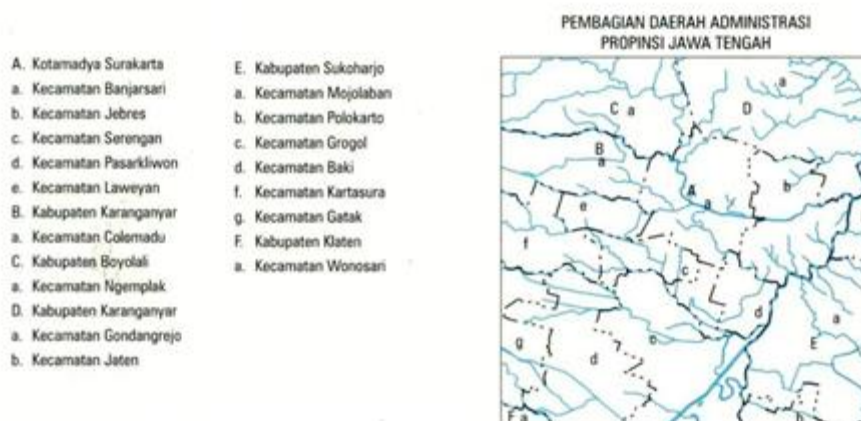 A. Kotamadya Surakarta
a. Kecamatan Banjarsari
b. Kecamatan Jebres
c. Kecamatan Serengan
d. Kecamatan Pasarkliwon
e. Kecamatan Laweyan
B. Kabupaten Karanganyar
a. Kecamatan Colomadu
C. Kabupaten Boyolali
a. Kecamatan Ngemplak
D. Kabupaten Karanganyar
a. Kecamatan Gondangrejo
b. Kecamatan Jaten
E. Kabupaten Sukoharjo
a. Kecamatan Mojolaban
b. Kecamatan Polokarto
c. Kecamatan Grogol
d. Kecamatan Baki
f. Kecamatan Kartasura
g. Kecamatan Gatak
F. Kabupaten Klaten
a. Kecamatan Wonosari
PEMBAGIAN DAERAH ADMINISTRASI
PROPINSI JAWA TENGAH
a
C a
D
B
a
A
a
b
e
f
c
d
a
E
g
d
c
F a
b